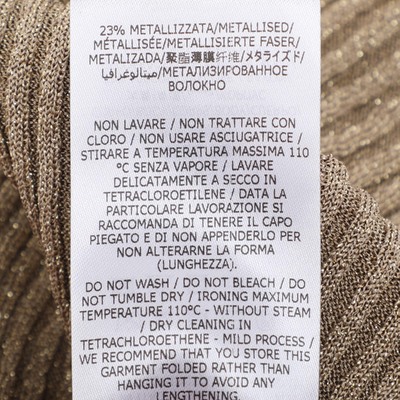 23% METALLIZZATA/METALLISED/
MÉTALLISÉE/METALLISIERTE FASER/
METALIZADA/聚脂薄膜纤维/メタライズド/
ميتالوغرافيا/МЕТАЛИЗИРОВАННОЕ
ВОЛОКНО
NON LAVARE / NON TRATTARE CON
CLORO / NON USARE ASCIUGATRICE /
STIRARE A TEMPERATURA MASSIMA 110
°C SENZA VAPORE / LAVARE
DELICATAMENTE A SECCO IN
TETRACLOROETILENE / DATA LA
PARTICOLARE LAVORAZIONE SI
RACCOMANDA DI TENERE IL CAPO
PIEGATO E DI NON APPENDERLO PER
NON ALTERARNE LA FORMA
(LUNGHEZZA).
DO NOT WASH / DO NOT BLEACH / DO
NOT TUMBLE DRY / IRONING MAXIMUM
TEMPERATURE 110°C - WITHOUT STEAM
/ DRY CLEANING IN
TETRACHLOROETHENE - MILD PROCESS /
WE RECOMMEND THAT YOU STORE THIS
GARMENT FOLDED RATHER THAN
HANGING IT TO AVOID ANY
LENGTHENING.